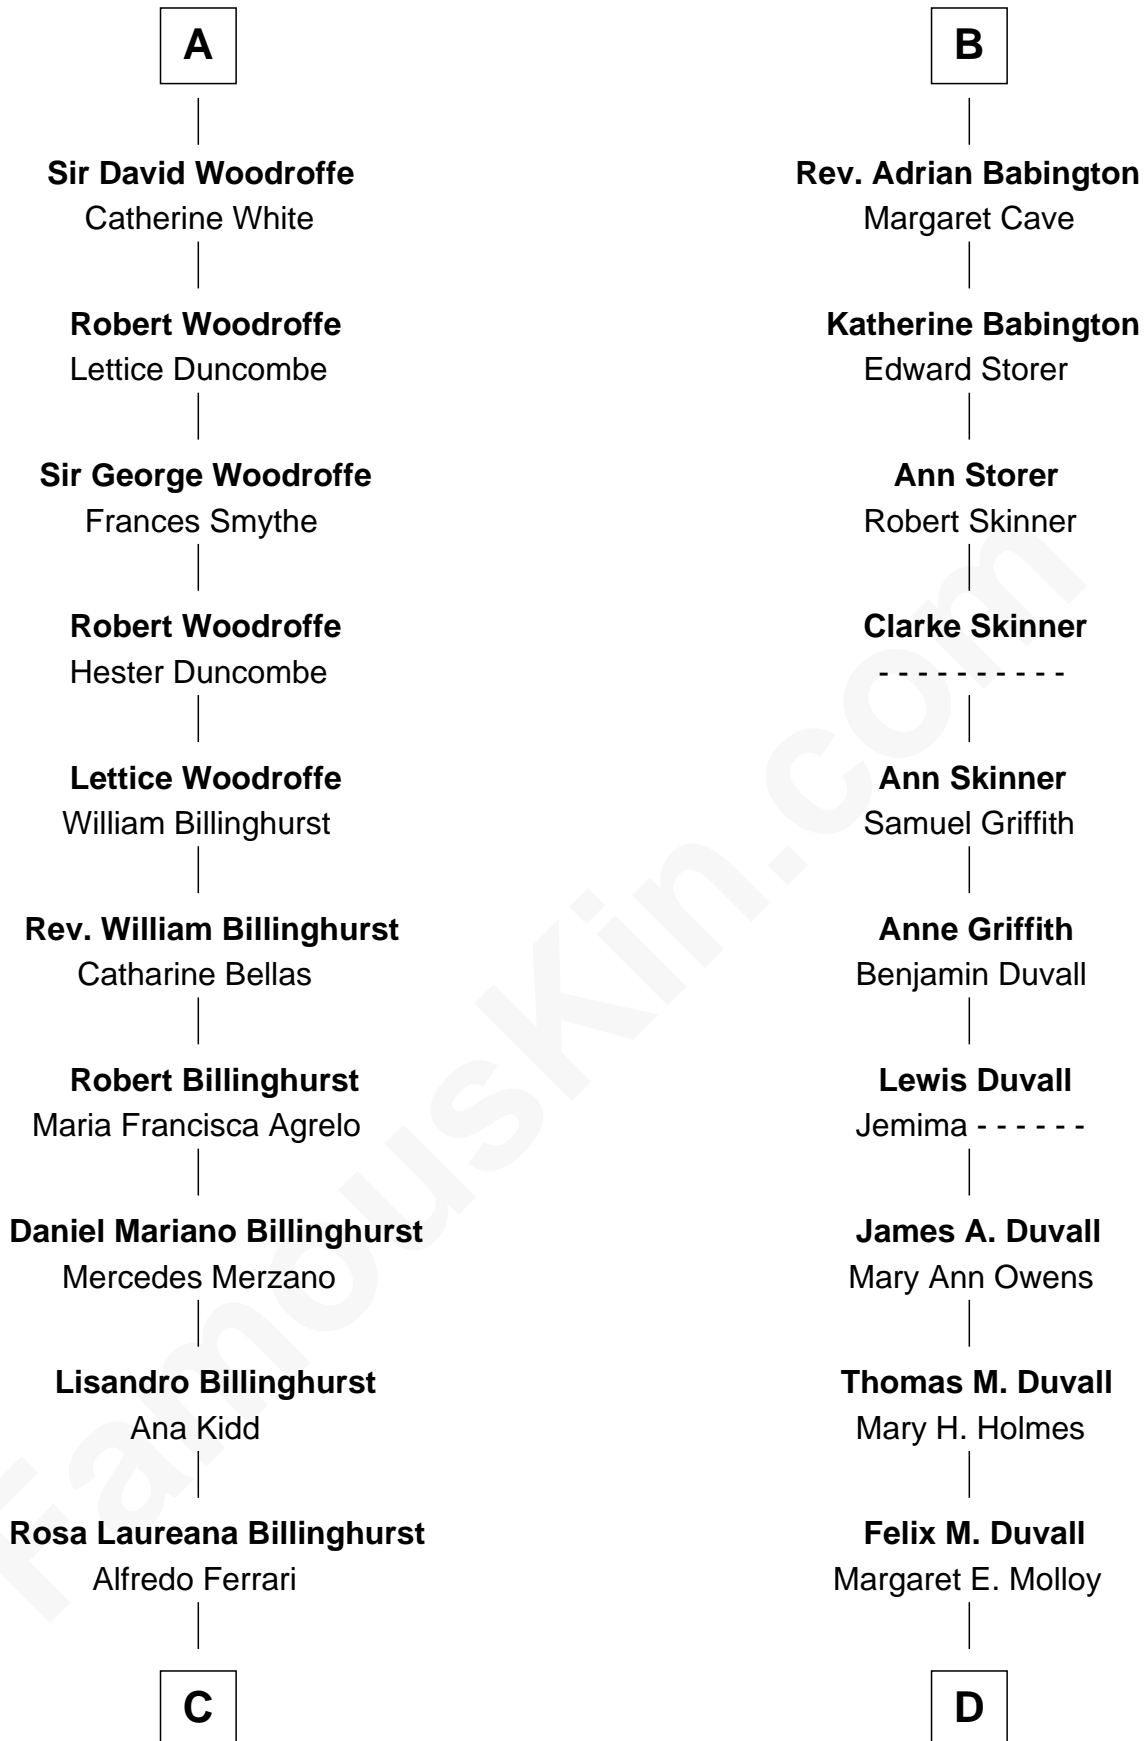 A
Sir David Woodroffe
Catherine White
Robert Woodroffe
Lettice Duncombe
Sir George Woodroffe
Frances Smythe
Robert Woodroffe
Hester Duncombe
Lettice Woodroffe
William Billinghurst
Rev. William Billinghurst
Catharine Bellas
Robert Billinghurst
Maria Francisca Agrelo
Daniel Mariano Billinghurst
Mercedes Merzano
Lisandro Billinghurst
Ana Kidd
Rosa Laureana Billinghurst
Alfredo Ferrari
C
B
Rev. Adrian Babington
Margaret Cave
Katherine Babington
Edward Storer
Ann Storer
Robert Skinner
Clarke Skinner
- - - - - - - - - -
Ann Skinner
Samuel Griffith
Anne Griffith
Benjamin Duvall
Lewis Duvall
Jemima - - - - - -
James A. Duvall
Mary Ann Owens
Thomas M. Duvall
Mary H. Holmes
Felix M. Duvall
Margaret E. Molloy
D
FamousKin.com